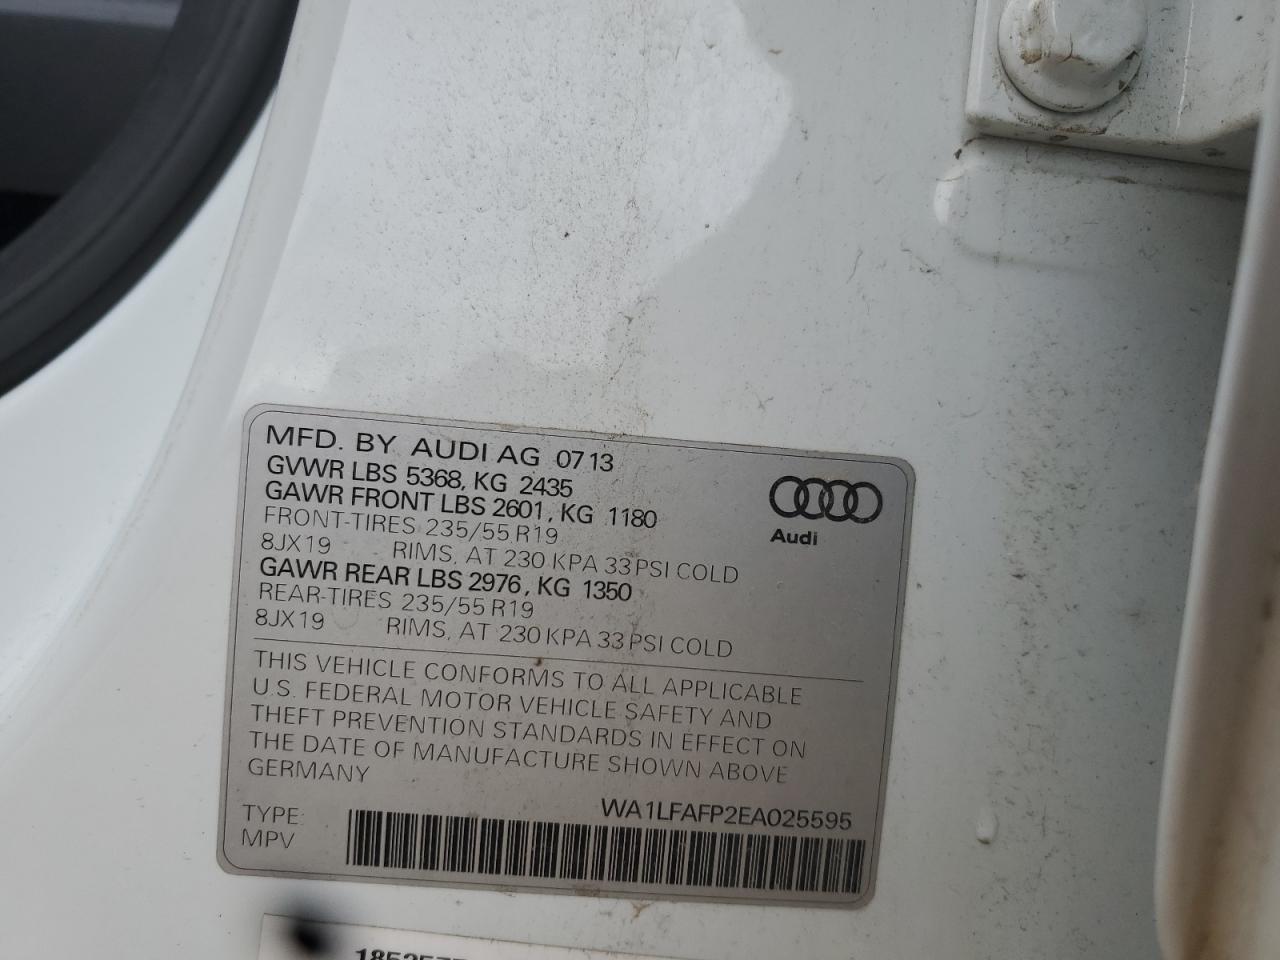 MFD. BY AUDI AG 07 13
GVWR LBS 5368, KG 2435
GAWR FRONT LBS 2601, KG 1180
FRONT-TIRES 235/55 R19
8JX19 RIMS, AT 230 KPA 33 PSI COLD
GAWR REAR LBS 2976, KG 1350
REAR-TIRES 235/55 R19
8JX19 RIMS, AT 230 KPA 33 PSI COLD
Audi
THIS VEHICLE CONFORMS TO ALL APPLICABLE
U.S. FEDERAL MOTOR VEHICLE SAFETY AND
THEFT PREVENTION STANDARDS IN EFFECT ON
THE DATE OF MANUFACTURE SHOWN ABOVE
GERMANY
WA1LFAFP2EA025595
TYPE:
MPV